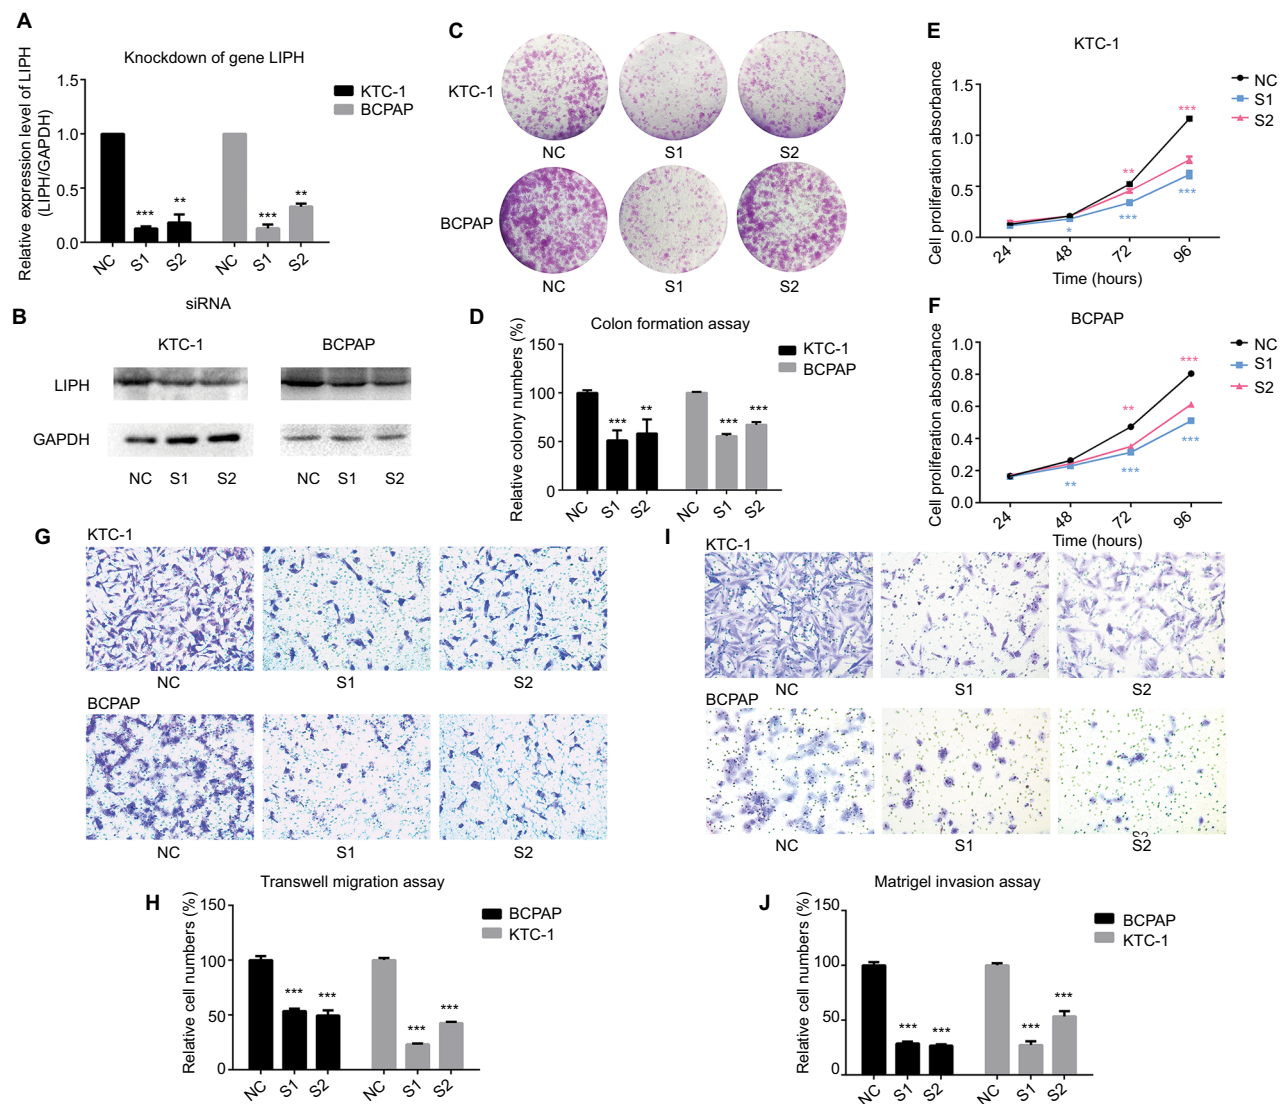 A
Knockdown of gene LIPH
Relative expression level of LIPH
(LIPH/GAPDH)
1.5
1.0
0.5
0.0
*** ** *** **
NC S1 S2 NC S1 S2
siRNA
KTC-1
BCPAP
B
KTC-1 BCPAP
LIPH
GAPDH
NC S1 S2 NC S1 S2
C
KTC-1
NC S1 S2
BCPAP
NC S1 S2
D
Colon formation assay
Relative colony numbers (%)
150
100
50
0
*** ** *** ***
NC S1 S2 NC S1 S2
KTC-1
BCPAP
E
KTC-1
Cell proliferation absorbance
1.5
1.0
0.5
0.0
* ** *** *** ***
24 48 72 96
Time (hours)
NC
S1
S2
F
BCPAP
Cell proliferation absorbance
1.0
0.8
0.6
0.4
0.2
0.0
** ** *** *** ***
24 48 72 96
Time (hours)
NC
S1
S2
G
KTC-1
NC S1 S2
BCPAP
NC S1 S2
H
Transwell migration assay
Relative cell numbers (%)
150
100
50
0
*** *** *** ***
NC S1 S2 NC S1 S2
BCPAP
KTC-1
I
KTC-1
NC S1 S2
BCPAP
NC S1 S2
J
Matrigel invasion assay
Relative cell numbers (%)
150
100
50
0
*** *** *** ***
NC S1 S2 NC S1 S2
BCPAP
KTC-1